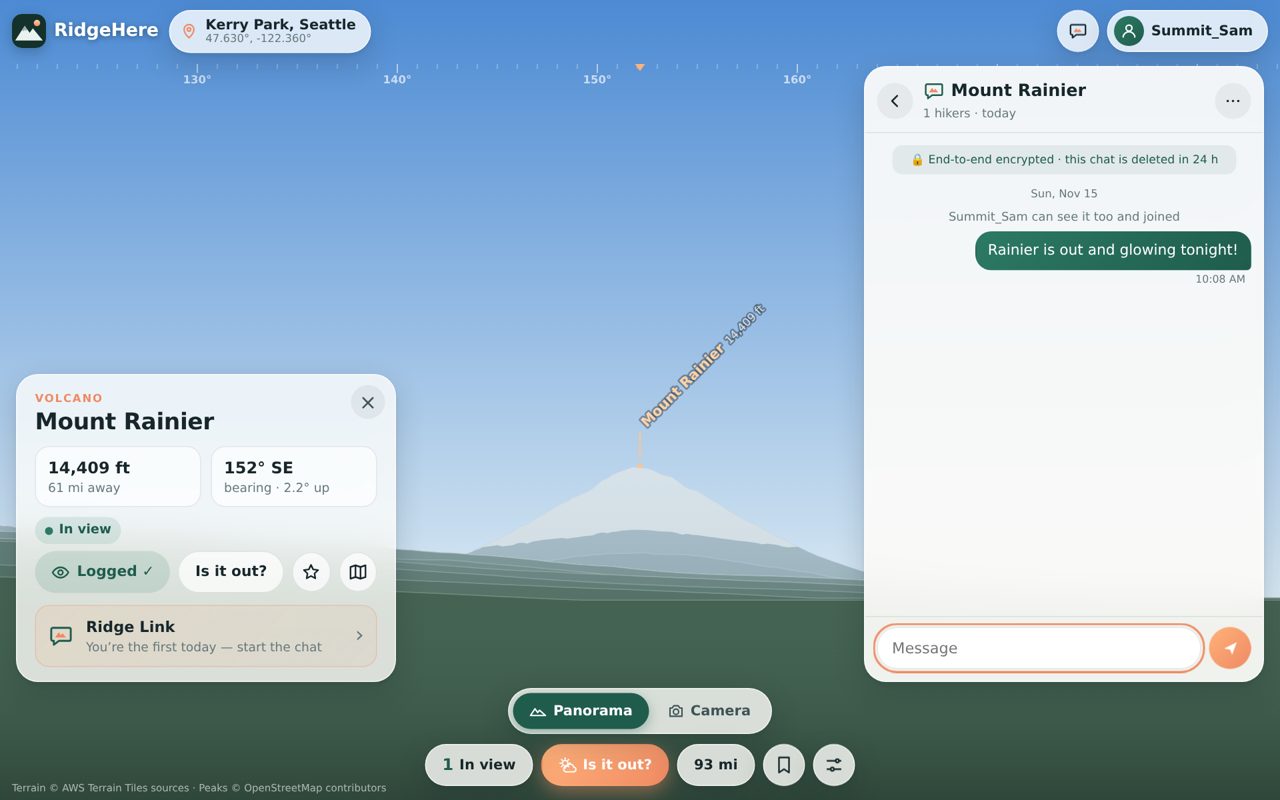 RidgeHere
Kerry Park, Seattle
47.630°, -122.360°
Summit_Sam
130°
140°
150°
160°
Mount Rainier
1 hikers · today
🔒 End-to-end encrypted · this chat is deleted in 24 h
Sun, Nov 15
Summit_Sam can see it too and joined
Rainier is out and glowing tonight!
10:08 AM
Mount Rainier 14,409 ft
VOLCANO
Mount Rainier
14,409 ft
61 mi away
152° SE
bearing · 2.2° up
In view
Logged ✓
Is it out?
Ridge Link
You’re the first today — start the chat
Message
Panorama
Camera
1 In view
Is it out?
93 mi
Terrain © AWS Terrain Tiles sources · Peaks © OpenStreetMap contributors